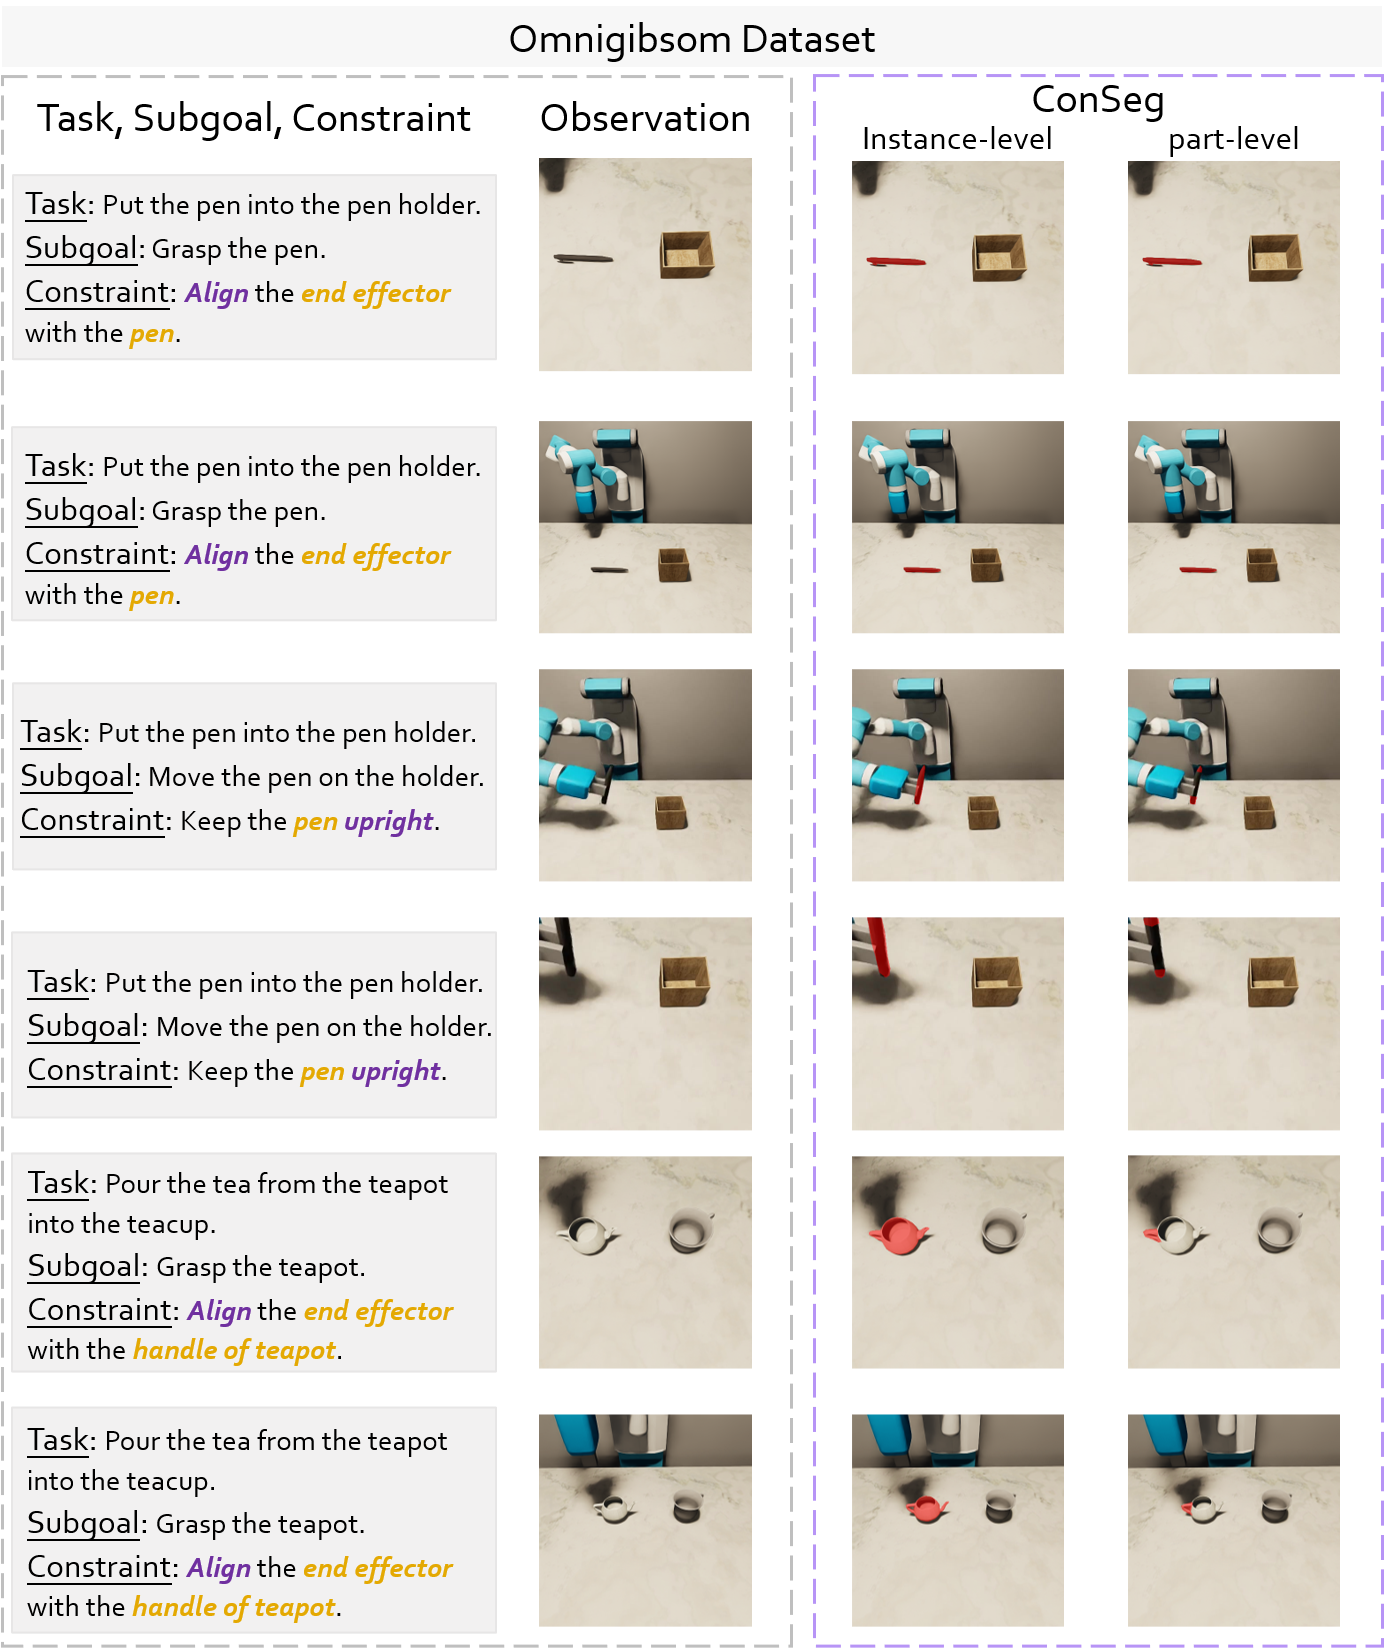 Omnigibsom Dataset
Task, Subgoal, Constraint
Observation
ConSeg
Instance-level
part-level
Task: Put the pen into the pen holder.
Subgoal: Grasp the pen.
Constraint: Align the end effector
with the pen.
Task: Put the pen into the pen holder.
Subgoal: Grasp the pen.
Constraint: Align the end effector
with the pen.
Task: Put the pen into the pen holder.
Subgoal: Move the pen on the holder.
Constraint: Keep the pen upright.
Task: Put the pen into the pen holder.
Subgoal: Move the pen on the holder.
Constraint: Keep the pen upright.
Task: Pour the tea from the teapot
into the teacup.
Subgoal: Grasp the teapot.
Constraint: Align the end effector
with the handle of teapot.
Task: Pour the tea from the teapot
into the teacup.
Subgoal: Grasp the teapot.
Constraint: Align the end effector
with the handle of teapot.